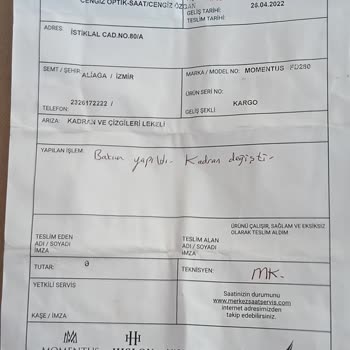 CENGİZ OPTİK-SAAT/CENGİZ ÖZCAN
GELİŞ TARİHİ:
26.04.2022
TESLİM TARİHİ:
ADRES:
İSTİKLAL CAD.NO.80/A
SEMT / ŞEHİR
ALİAĞA / İZMİR
MARKA / MODEL NO: MOMENTUS FD250
ÜRÜN SERİ NO:
TELEFON:
2326172222 /
GELİŞ ŞEKLİ
KARGO
ARIZA: KADRAN VE ÇİZGİLERİ LEKELİ
YAPILAN İŞLEM:
Bakım yapıldı. Kadran değişti.
ÜRÜNÜ ÇALIŞIR, SAĞLAM VE EKSİKSİZ
OLARAK TESLİM ALDIM
TESLİM EDEN
ADI / SOYADI
İMZA
TESLİM ALAN
ADI / SOYADI
İMZA
TUTAR: 0
TEKNİSYEN: MK.
YETKİLİ SERVİS
KAŞE / İMZA
Saatinizin durumunu
www.merkezsaatservis.com
internet adresimizden
takip edebilirsiniz.
MOMENTUS